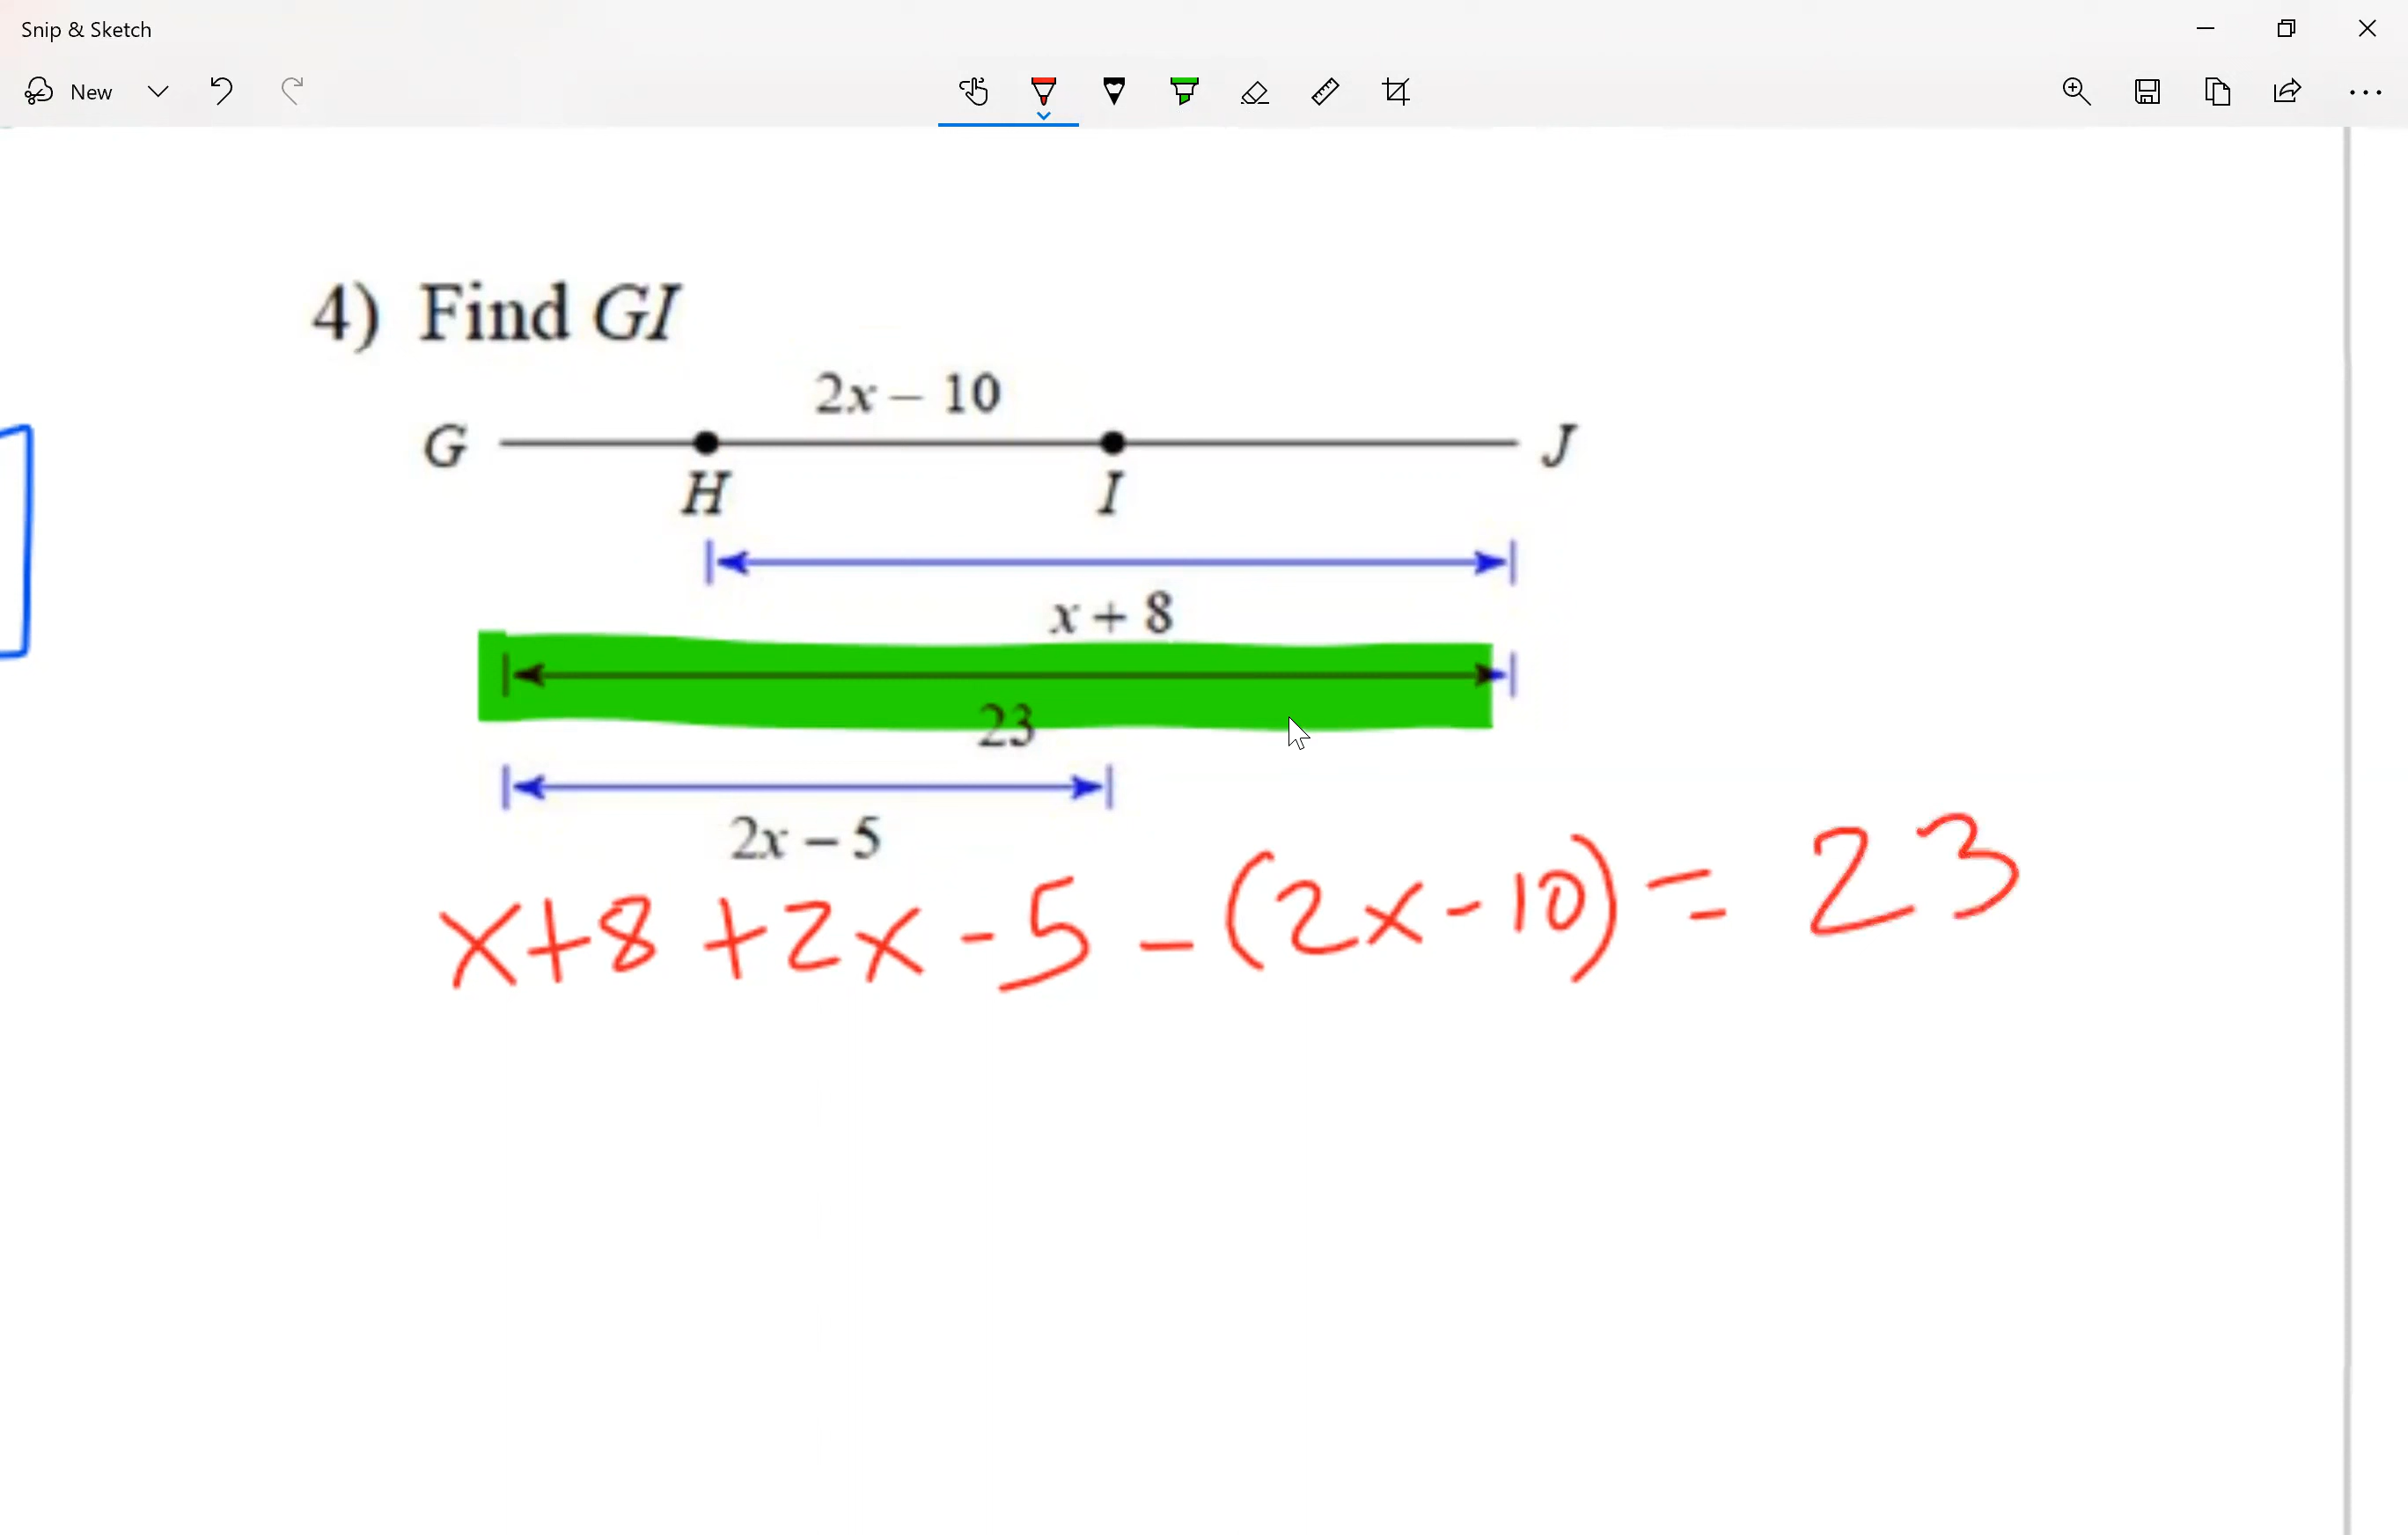 Snip & Sketch
New
4) Find GI
2x – 10
G
J
H
I
x + 8
23
2x – 5
x+8 +2x -5 - (2x-10) = 23